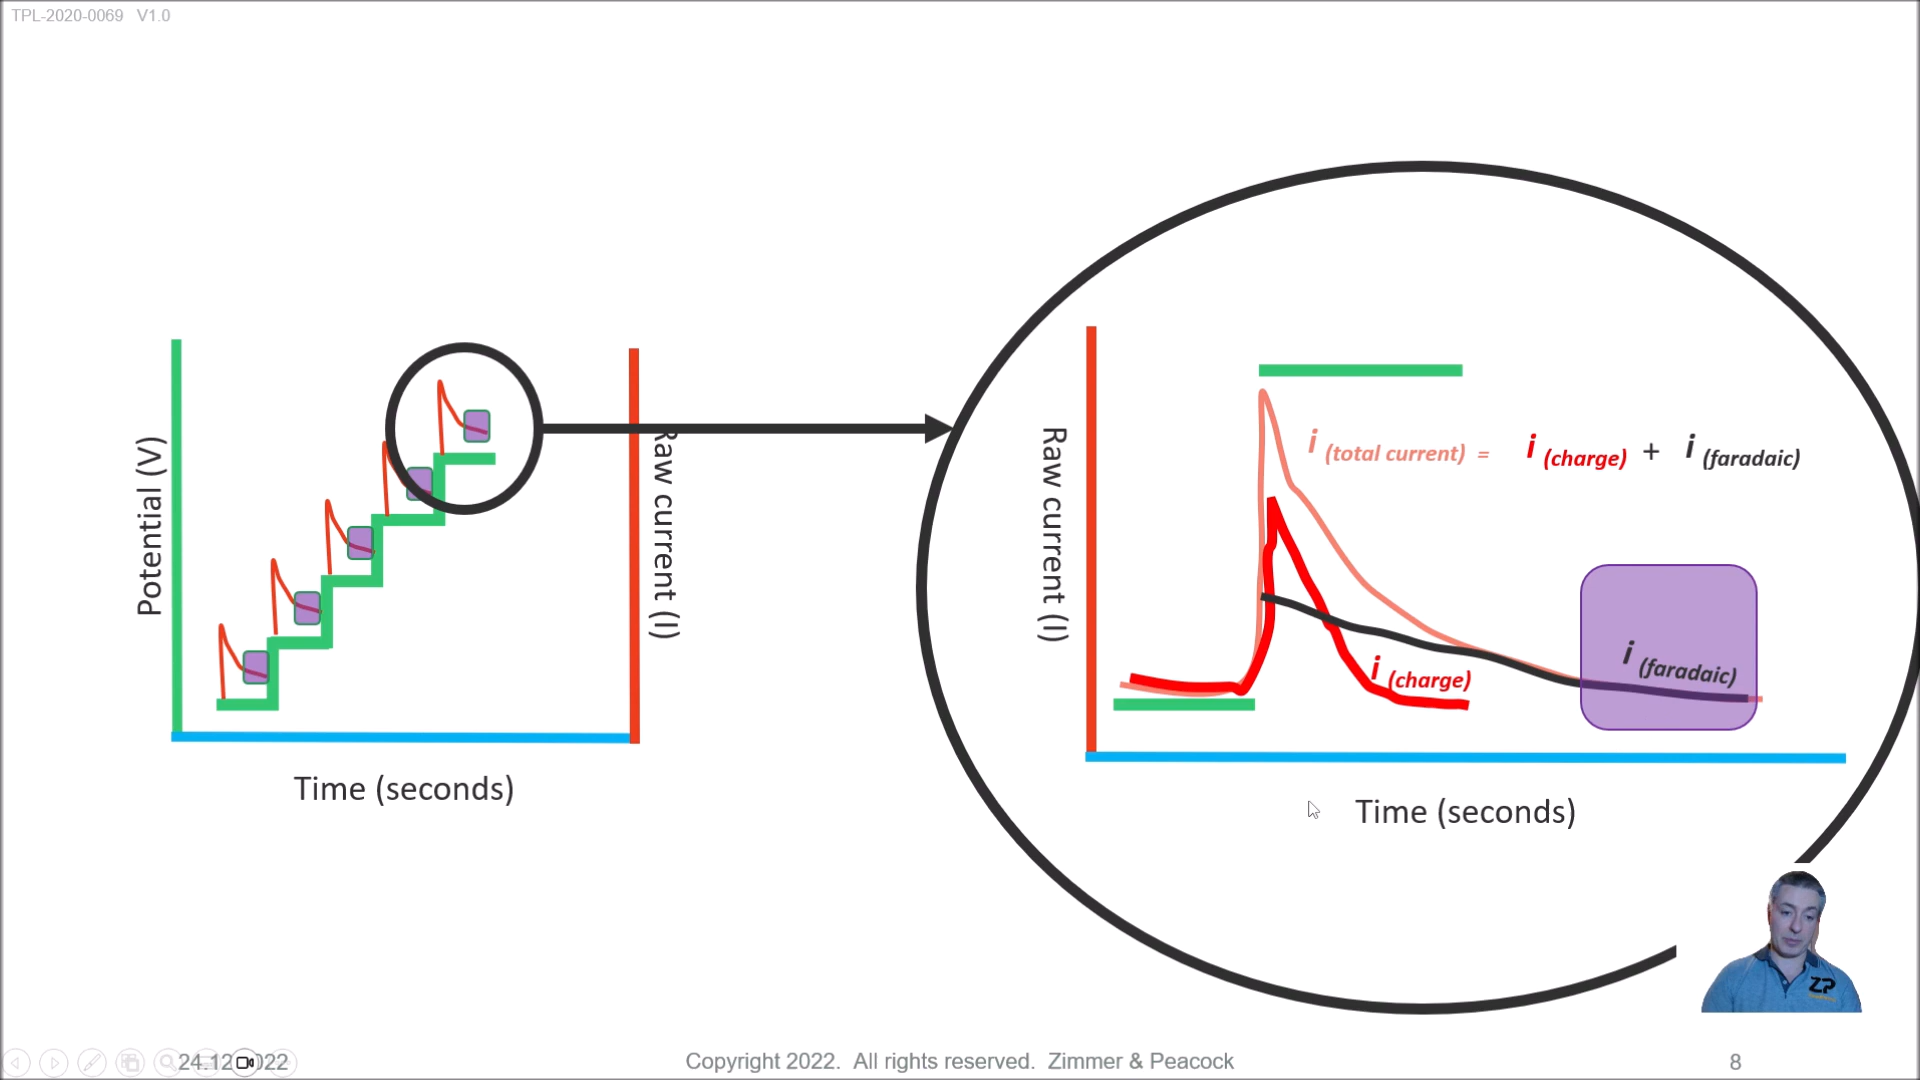 TPL-2020-0069 V1.0
Potential (V)
Raw current (I)
Time (seconds)
Raw current (I)
i (total current) = i (charge) + i (faradaic)
i (charge)
i (faradaic)
Time (seconds)
ZP
Copyright 2022. All rights reserved. Zimmer & Peacock
8